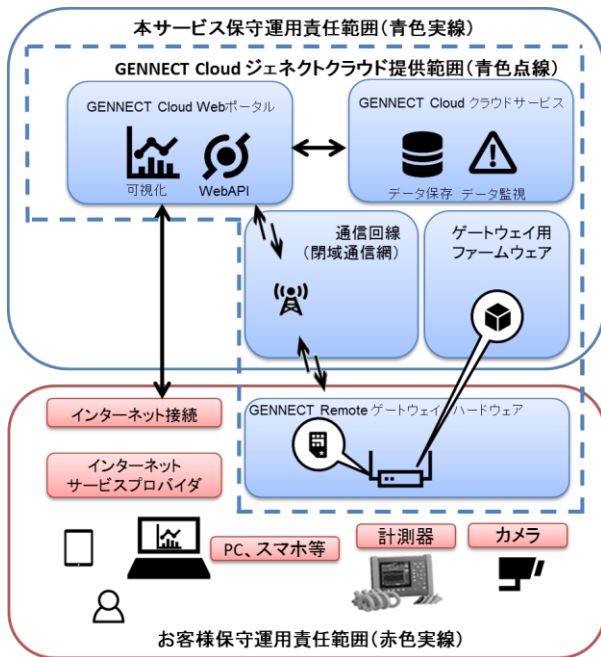 本サービス保守運用責任範囲(青色実線)
GENNECT Cloud ジェネクトクラウド提供範囲(青色点線)
GENNECT Cloud Webポータル
可視化
WebAPI
GENNECT Cloud クラウドサービス
データ保存
データ監視
通信回線
(閉域通信網)
ゲートウェイ用
ファームウェア
インターネット接続
GENNECT Remote ゲートウェイ ハードウェア
インターネット
サービスプロバイダ
PC、スマホ等
計測器
カメラ
お客様保守運用責任範囲(赤色実線)